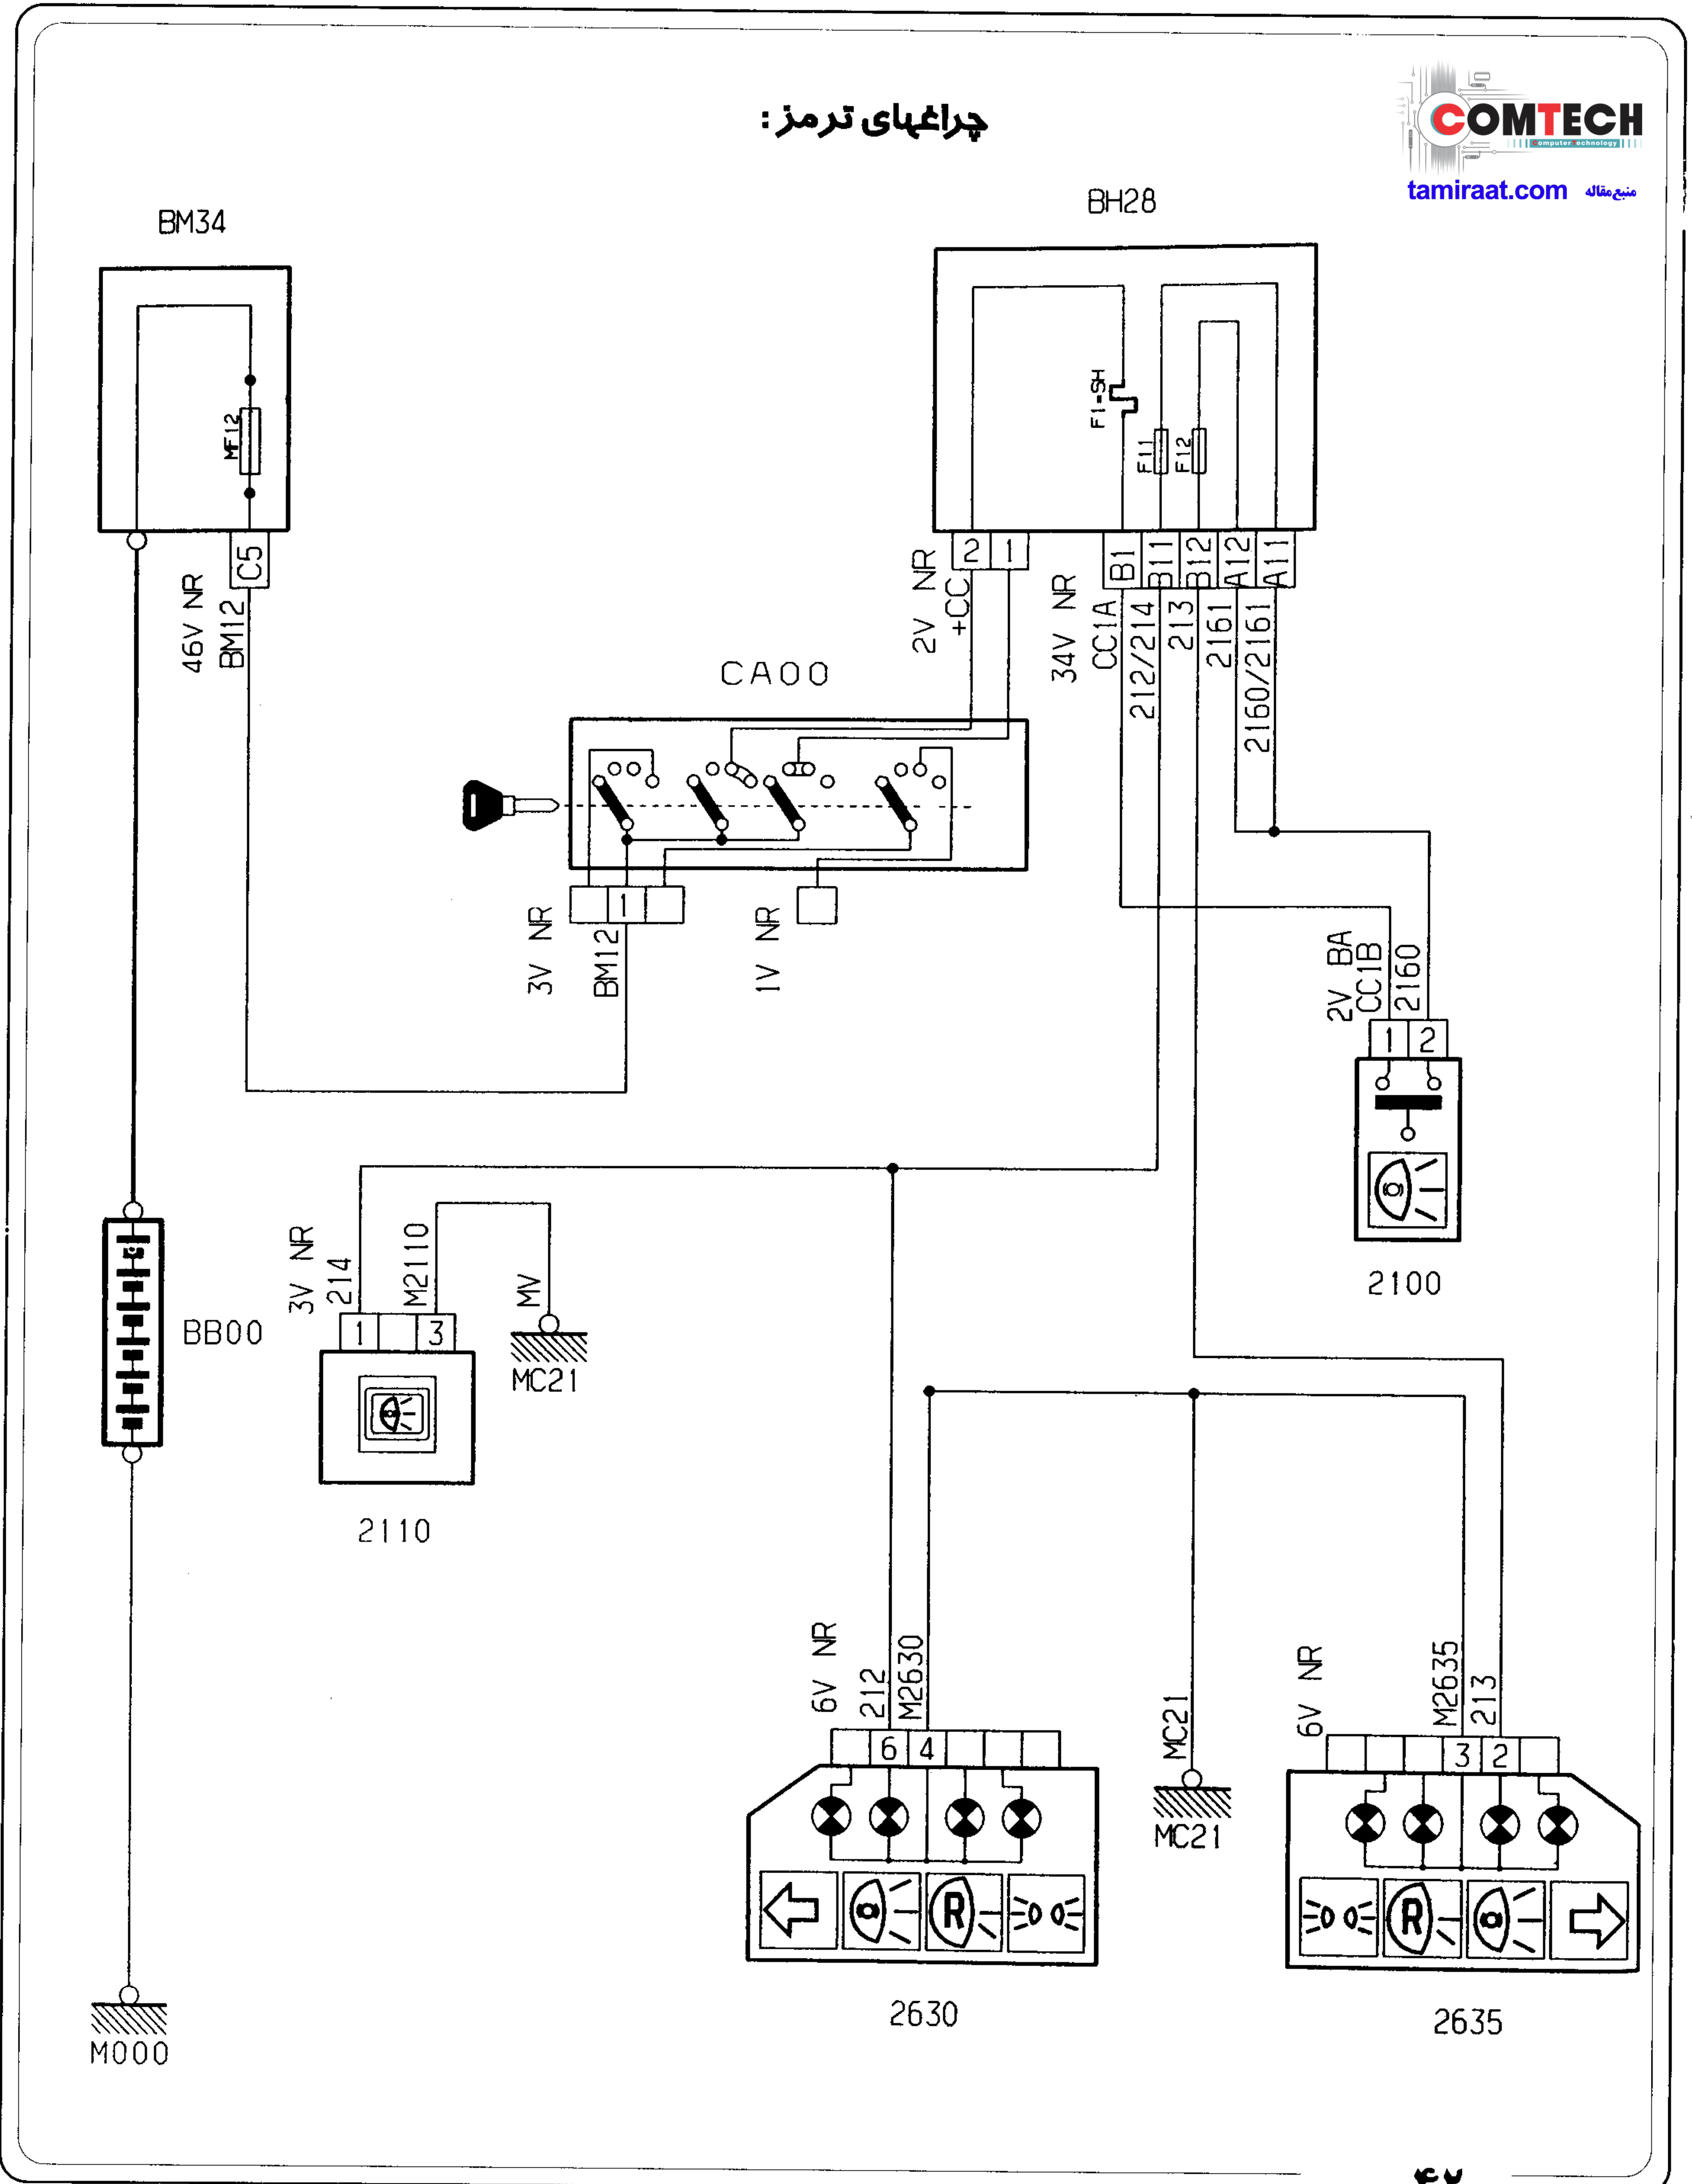 چراغهای ترمز:
COMTECH
Computer Technology
tamiraat.com منبع مقاله
BM34
BH28
MF12
F1-SH
F11
F12
C5
46V NR
BM12
2 1
2V NR
+CC
B1 B11 B12 A12 A11
34V NR
CC1A
212/214
213
2161
2160/2161
CA00
1
3V NR
BM12
1V NR
2V BA
CC1B
2160
1 2
2100
BB00
3V NR
214
M2110
MV
1 3
MC21
2110
6V NR
212
M2630
6 4
MC21
MC21
6V NR
M2635
213
3 2
R
R
2630
2635
M000
۴۷